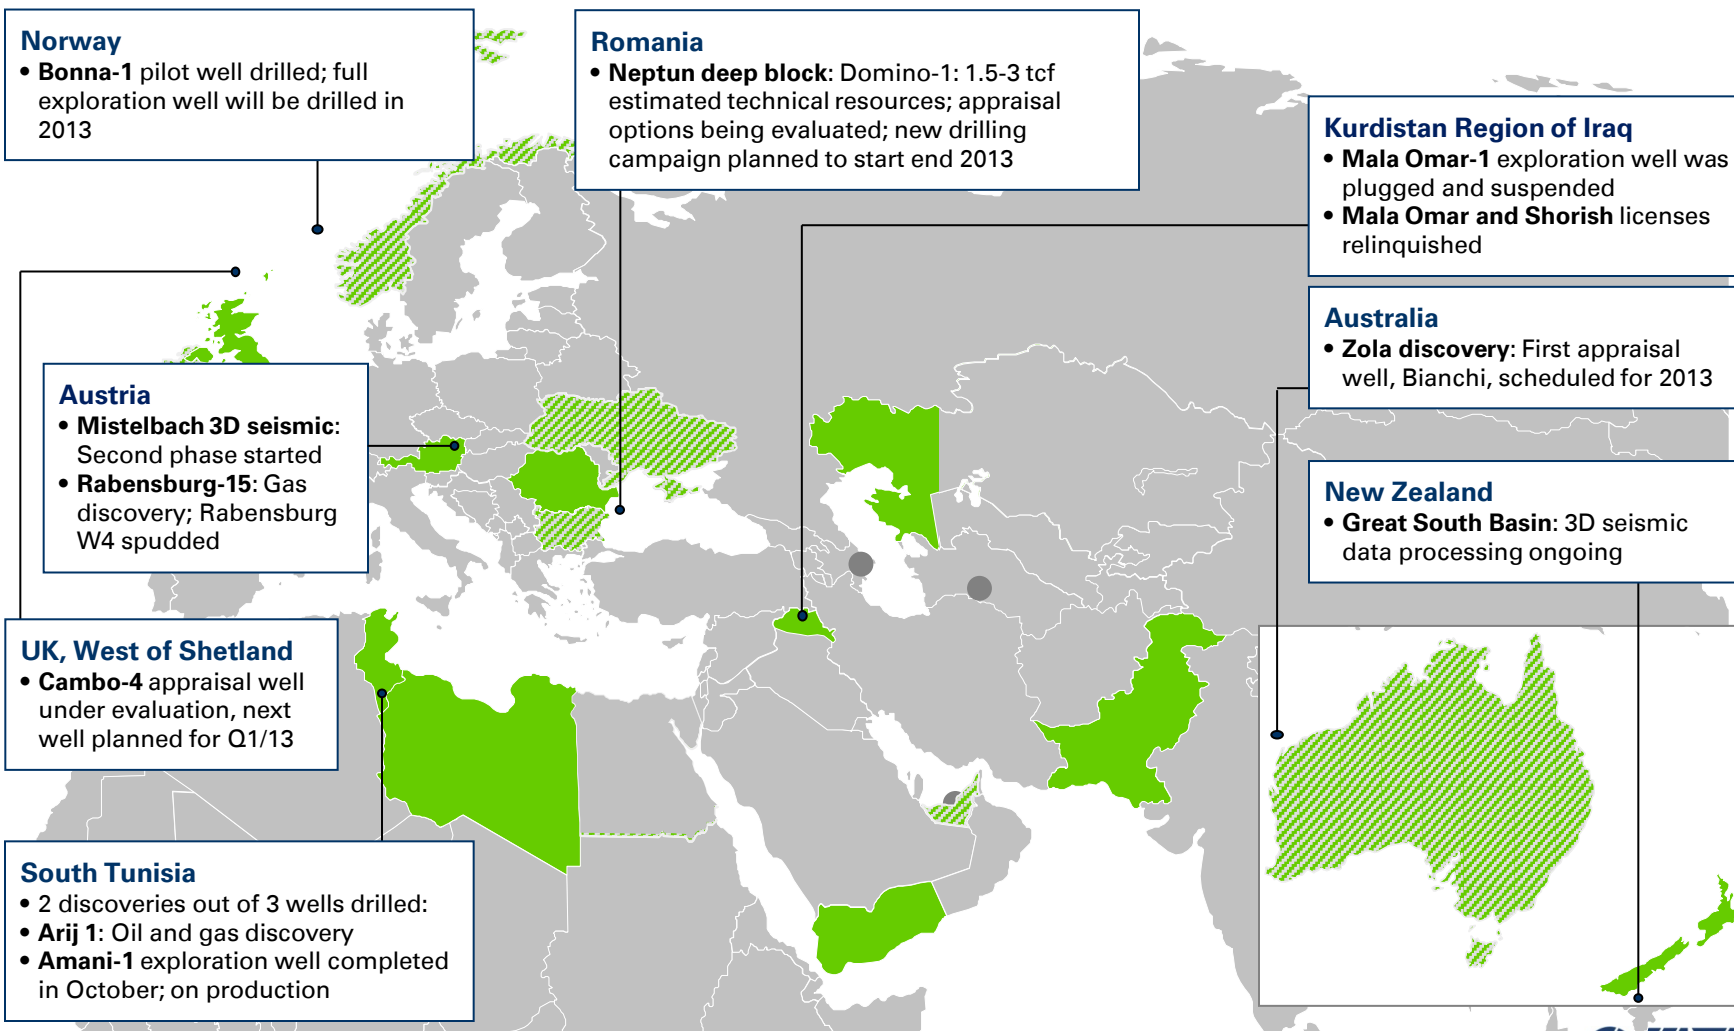 Norway
• Bonna-1 pilot well drilled; full
exploration well will be drilled in
2013
Romania
• Neptun deep block: Domino-1: 1.5-3 tcf
estimated technical resources; appraisal
options being evaluated; new drilling
campaign planned to start end 2013
Kurdistan Region of Iraq
• Mala Omar-1 exploration well was
plugged and suspended
• Mala Omar and Shorish licenses
relinquished
Australia
• Zola discovery: First appraisal
well, Bianchi, scheduled for 2013
Austria
• Mistelbach 3D seismic:
Second phase started
• Rabensburg-15: Gas
discovery; Rabensburg
W4 spudded
New Zealand
• Great South Basin: 3D seismic
data processing ongoing
UK, West of Shetland
• Cambo-4 appraisal well
under evaluation, next
well planned for Q1/13
South Tunisia
• 2 discoveries out of 3 wells drilled:
• Arij 1: Oil and gas discovery
• Amani-1 exploration well completed
in October; on production